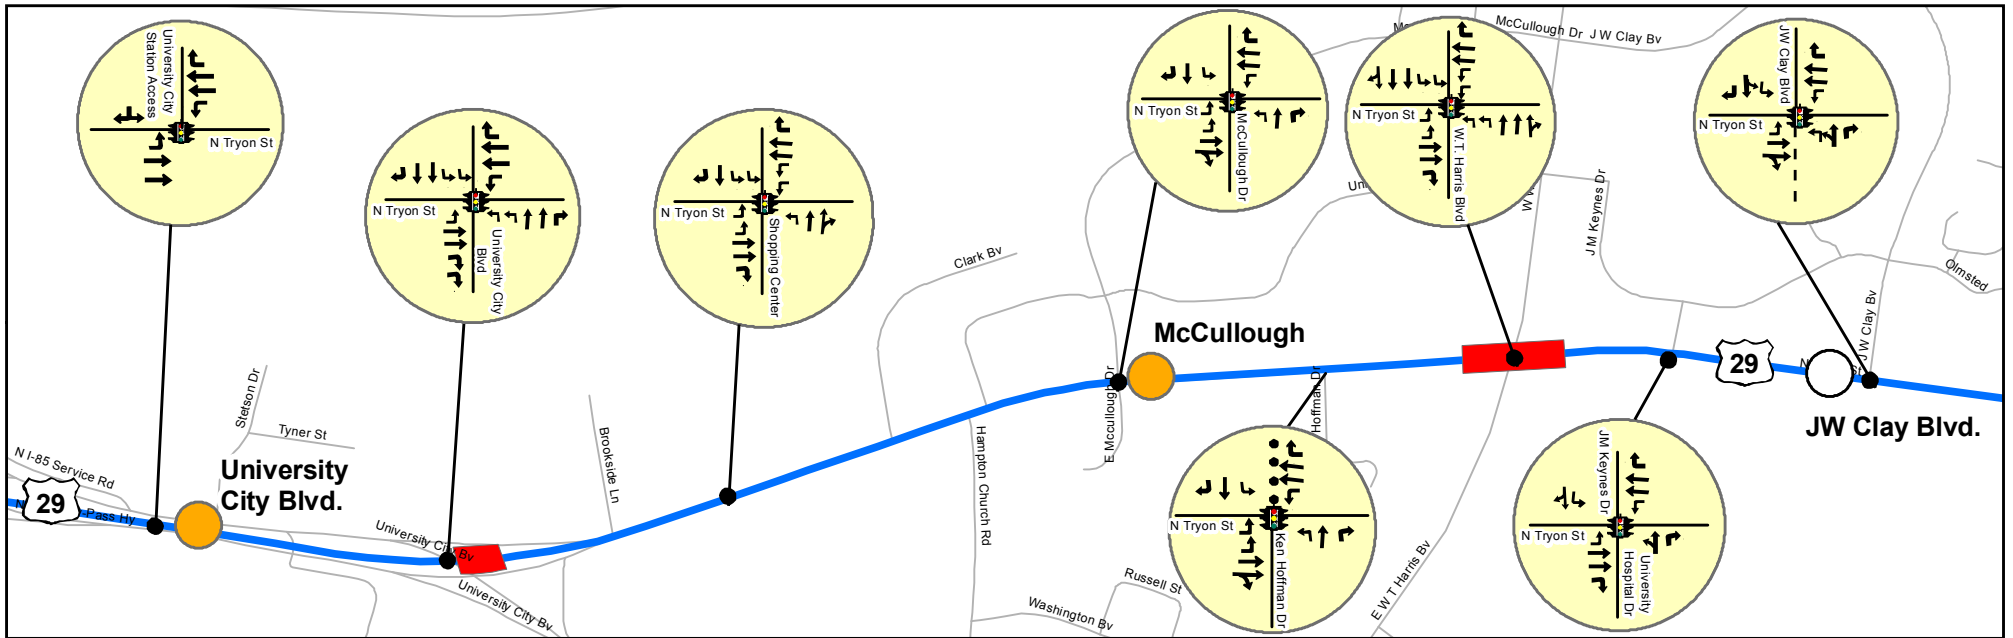 University City
Station Access
N Tryon St
N Tryon St
University City
Blvd
N Tryon St
Shopping Center
N Tryon St
McCullough Dr
N Tryon St
W.T. Harris Blvd
JW Clay Blvd
N Tryon St
McCullough Dr
J W Clay Bv
J M Keynes Dr
Olmsted
J W Clay Bv
Clark Bv
McCullough
E Mccullough Dr
Hoffman Dr
29
JW Clay Blvd.
Stetson Dr
Tyner St
Brookside Ln
Hampton Church Rd
N I-85 Service Rd
29
Pass Hy
University
City Blvd.
University City Bv
University City Bv
N Tryon St
Ken Hoffman Dr
JM Keynes Dr
N Tryon St
University
Hospital Dr
Russell St
Washington Bv
E W T Harris Bv